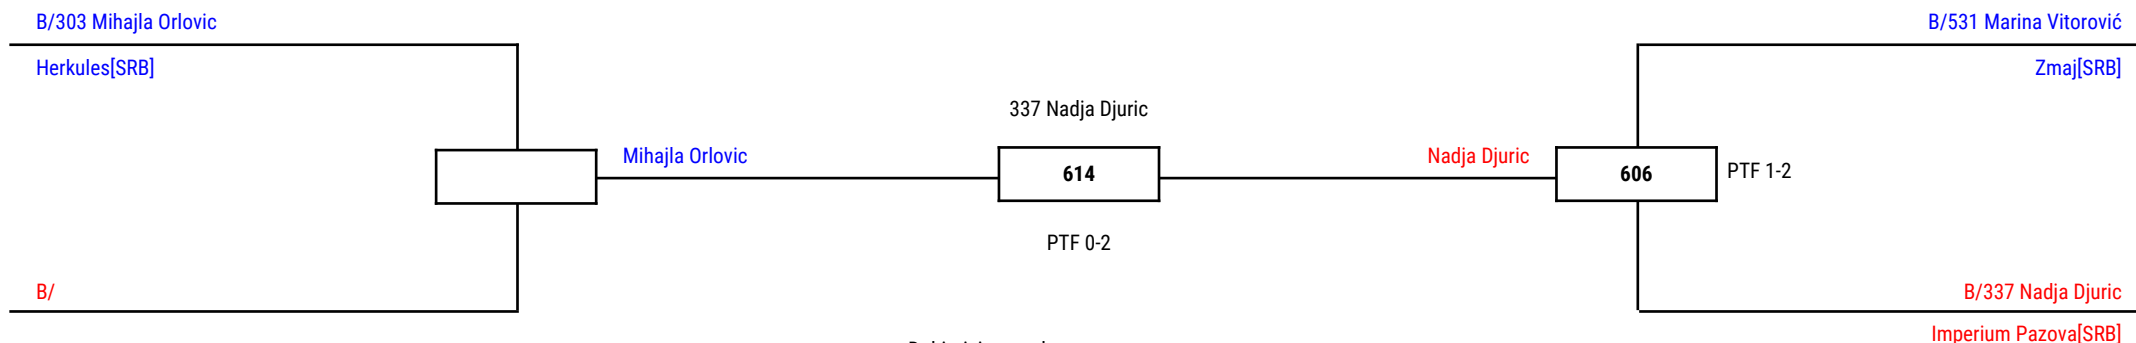 B/303 Mihajla Orlovic
B/531 Marina Vitorović
Herkules[SRB]
Zmaj[SRB]
337 Nadja Djuric
Mihajla Orlovic
614
Nadja Djuric
606
PTF 1-2
PTF 0-2
B/
B/337 Nadja Djuric
Imperium Pazova[SRB]